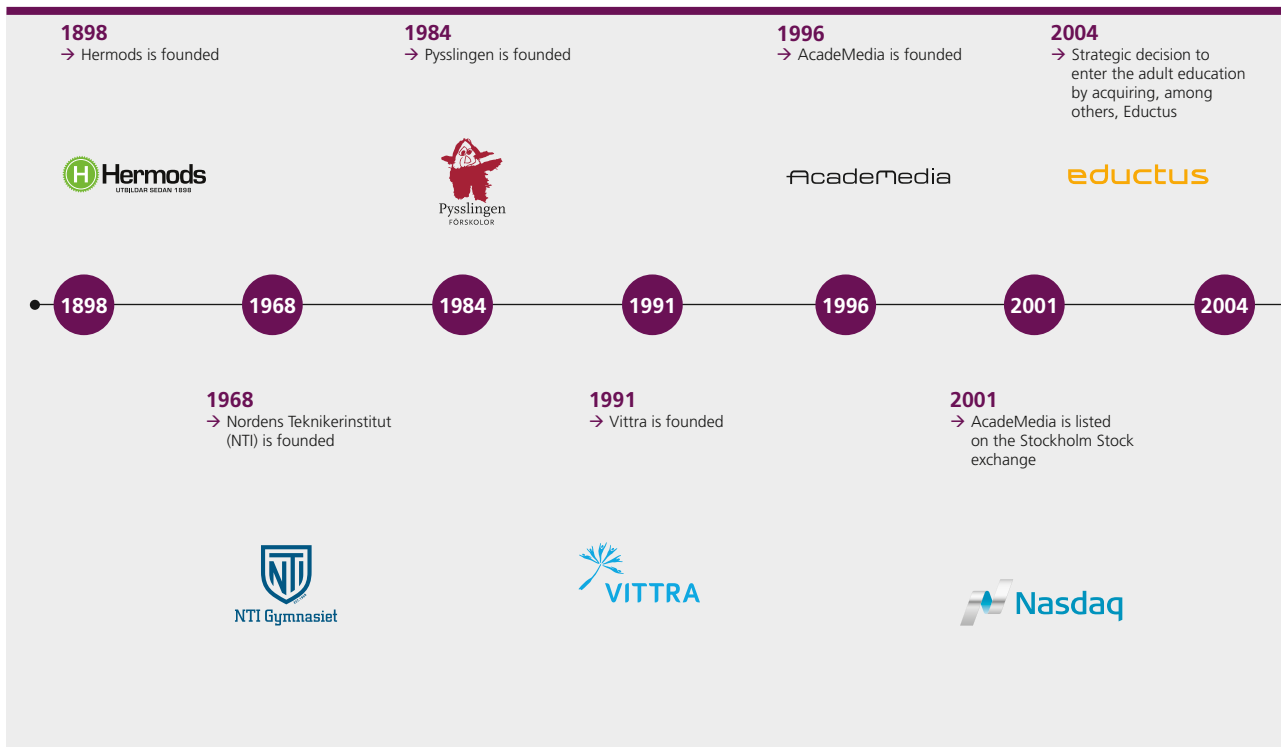 1898
→ Hermods is founded
1984
→ Pysslingen is founded
1996
→ AcadeMedia is founded
2004
→ Strategic decision to
enter the adult education
by acquiring, among
others, Eductus
H Hermods
UTBILDAR SEDAN 1898
Pysslingen
FÖRSKOLOR
AcadeMedia
eductus
1898
1968
1984
1991
1996
2001
2004
1968
→ Nordens Teknikerinstitut
(NTI) is founded
1991
→ Vittra is founded
2001
→ AcadeMedia is listed
on the Stockholm Stock
exchange
NTI
NTI Gymnasiet
VITTRA
Nasdaq